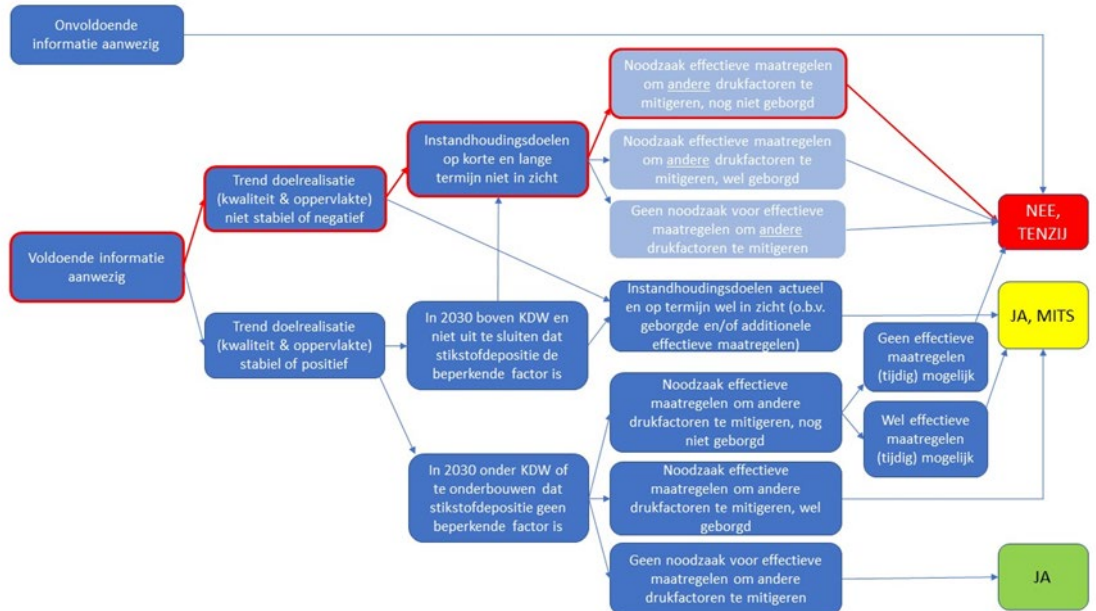 Onvoldoende
informatie aanwezig
Noodzaak effectieve maatregelen
om andere drukfactoren te
mitigeren, nog niet geborgd
Instandhoudingsdoelen
op korte en lange
termijn niet in zicht
Noodzaak effectieve maatregelen
om andere drukfactoren te
mitigeren, wel geborgd
Trend doelrealisatie
(kwaliteit & oppervlakte)
niet stabiel of negatief
Geen noodzaak voor effectieve
maatregelen om andere
drukfactoren te mitigeren
NEE,
TENZIJ
Voldoende informatie
aanwezig
Trend doelrealisatie
(kwaliteit & oppervlakte)
stabiel of positief
In 2030 boven KDW en
niet uit te sluiten dat
stikstofdepositie de
beperkende factor is
Instandhoudingsdoelen actueel
en op termijn wel in zicht (o.b.v.
geborgde en/of additionele
effectieve maatregelen)
JA, MITS
Geen effectieve
maatregelen
(tijdig) mogelijk
Noodzaak effectieve
maatregelen om andere
drukfactoren te mitigeren, nog
niet geborgd
Wel effectieve
maatregelen
(tijdig) mogelijk
In 2030 onder KDW of
te onderbouwen dat
stikstofdepositie geen
beperkende factor is
Noodzaak effectieve
maatregelen om andere
drukfactoren te mitigeren, wel
geborgd
Geen noodzaak voor effectieve
maatregelen om andere
drukfactoren te mitigeren
JA